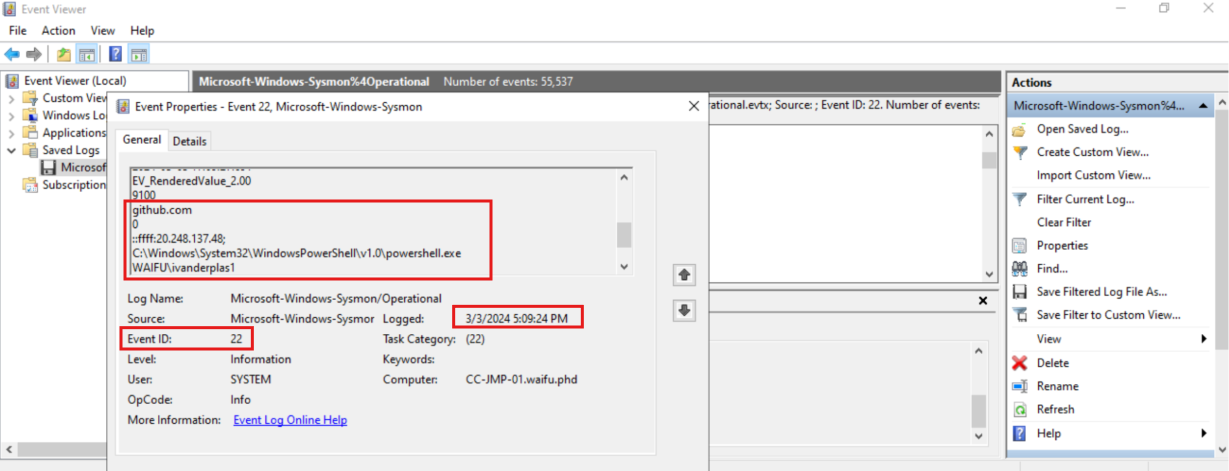 Event Viewer
File Action View Help
Event Viewer (Local)
Custom View
Windows Lo
Applications
Saved Logs
Microsof
Subscription
Microsoft-Windows-Sysmon%4Operational Number of events: 55,537
rational.evtx; Source: ; Event ID: 22. Number of events:
Event Properties - Event 22, Microsoft-Windows-Sysmon
General Details
EV_RenderedValue_2.00
9100
github.com
0
::ffff:20.248.137.48;
C:\Windows\System32\WindowsPowerShell\v1.0\powershell.exe
WAIFU\ivanderplas1
Log Name: Microsoft-Windows-Sysmon/Operational
Source: Microsoft-Windows-Sysmor Logged: 3/3/2024 5:09:24 PM
Event ID: 22 Task Category: (22)
Level: Information Keywords:
User: SYSTEM Computer: CC-JMP-01.waifu.phd
OpCode: Info
More Information: Event Log Online Help
Actions
Microsoft-Windows-Sysmon%4...
Open Saved Log...
Create Custom View...
Import Custom View...
Filter Current Log...
Clear Filter
Properties
Find...
Save Filtered Log File As...
Save Filter to Custom View...
View
Delete
Rename
Refresh
Help